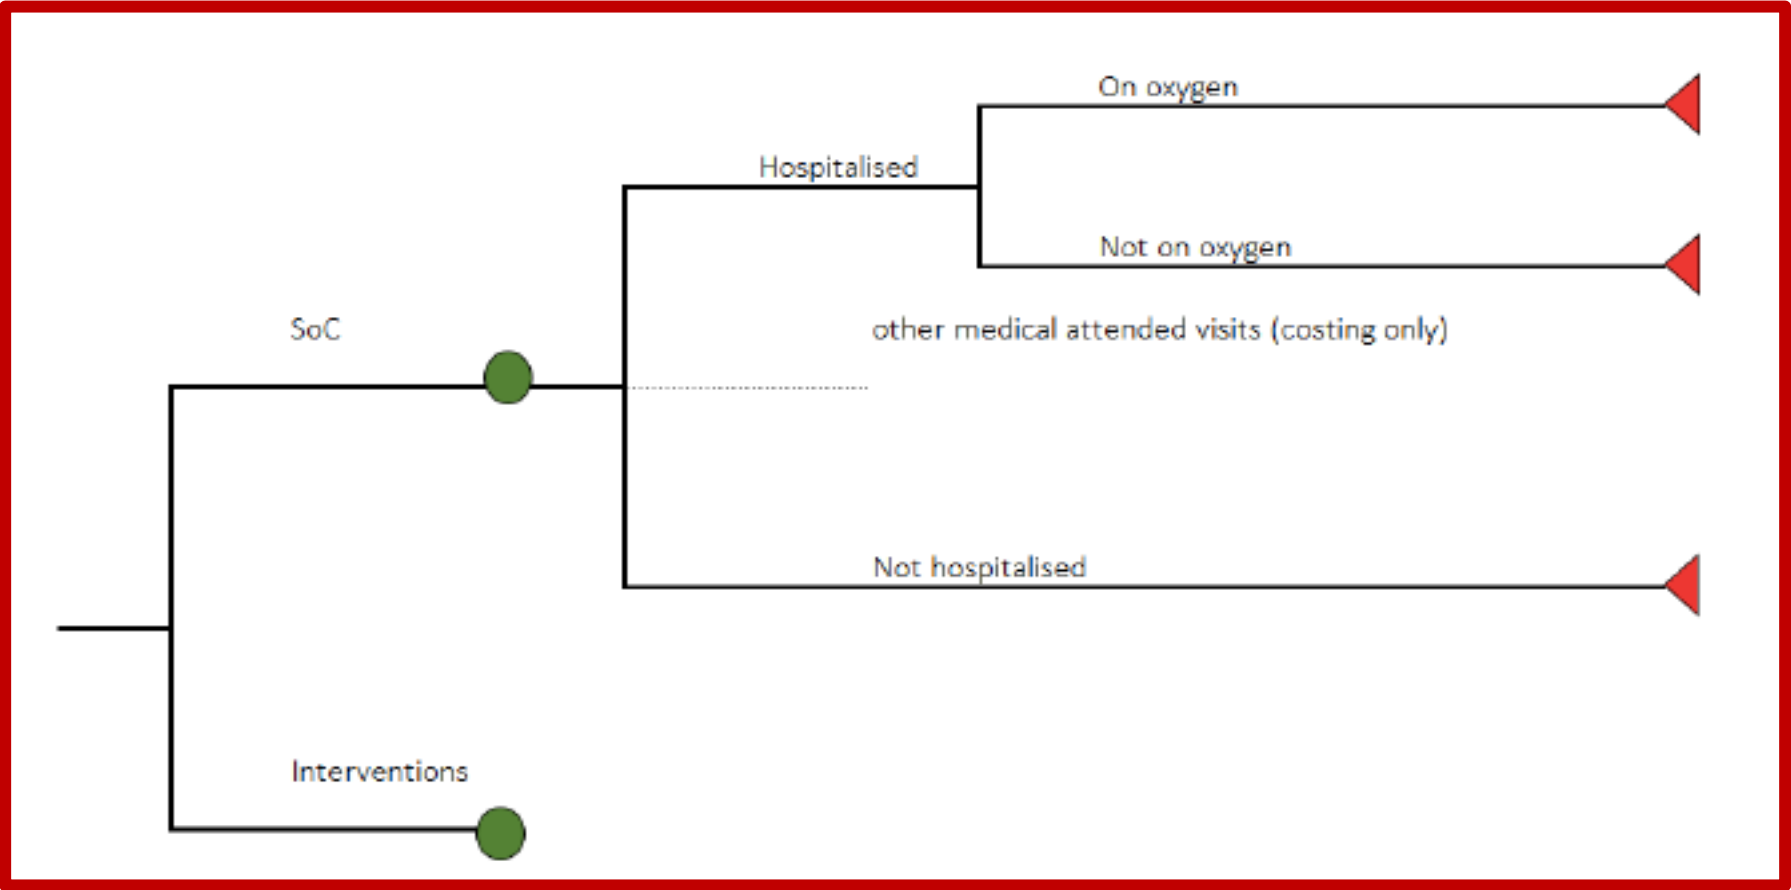 On oxygen
Hospitalised
Not on oxygen
SoC
other medical attended visits (costing only)
Not hospitalised
Interventions